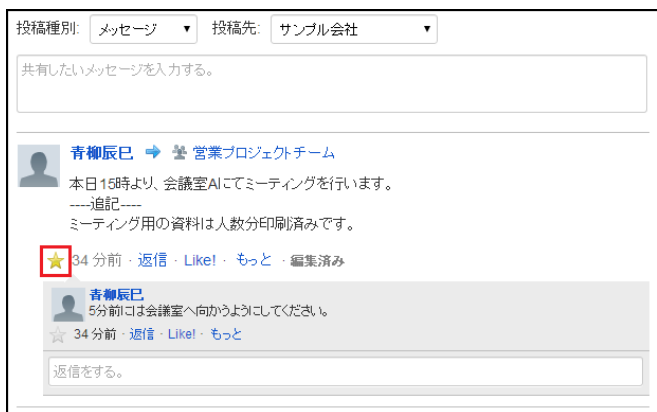 投稿種別: メッセージ 投稿先: サンプル会社
共有したいメッセージを入力する。
青柳辰巳 営業プロジェクトチーム
本日15時より、会議室AIにてミーティングを行います。
----追記----
ミーティング用の資料は人数分印刷済みです。
34 分前 · 返信 · Like! · もっと · 編集済み
青柳辰巳
5分前には会議室へ向かうようにしてください。
34 分前 · 返信 · Like! · もっと
返信をする。